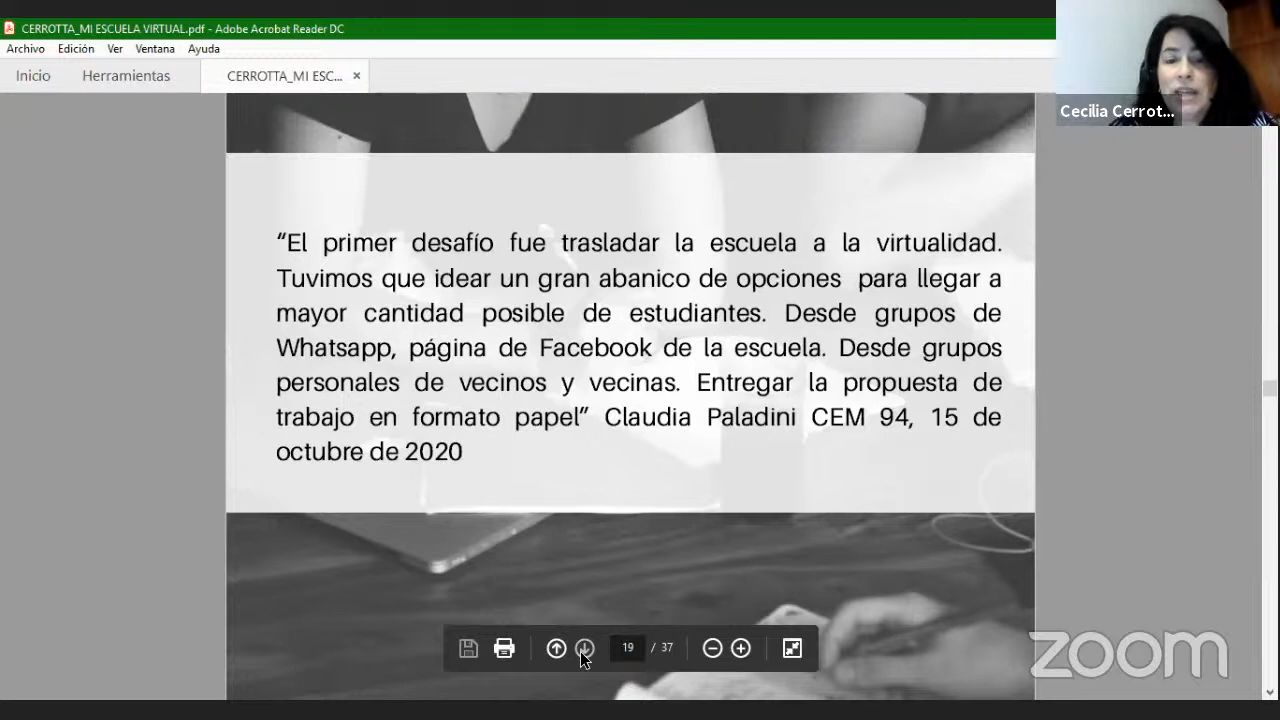 CERROTTA_MI ESCUELA VIRTUAL.pdf - Adobe Acrobat Reader DC
Archivo Edición Ver Ventana Ayuda
Inicio Herramientas CERROTTA_MI ESC... ×
Cecilia Cerrot...
“El primer desafío fue trasladar la escuela a la virtualidad.
Tuvimos que idear un gran abanico de opciones para llegar a
mayor cantidad posible de estudiantes. Desde grupos de
Whatsapp, página de Facebook de la escuela. Desde grupos
personales de vecinos y vecinas. Entregar la propuesta de
trabajo en formato papel” Claudia Paladini CEM 94, 15 de
octubre de 2020
19 / 37
zoom